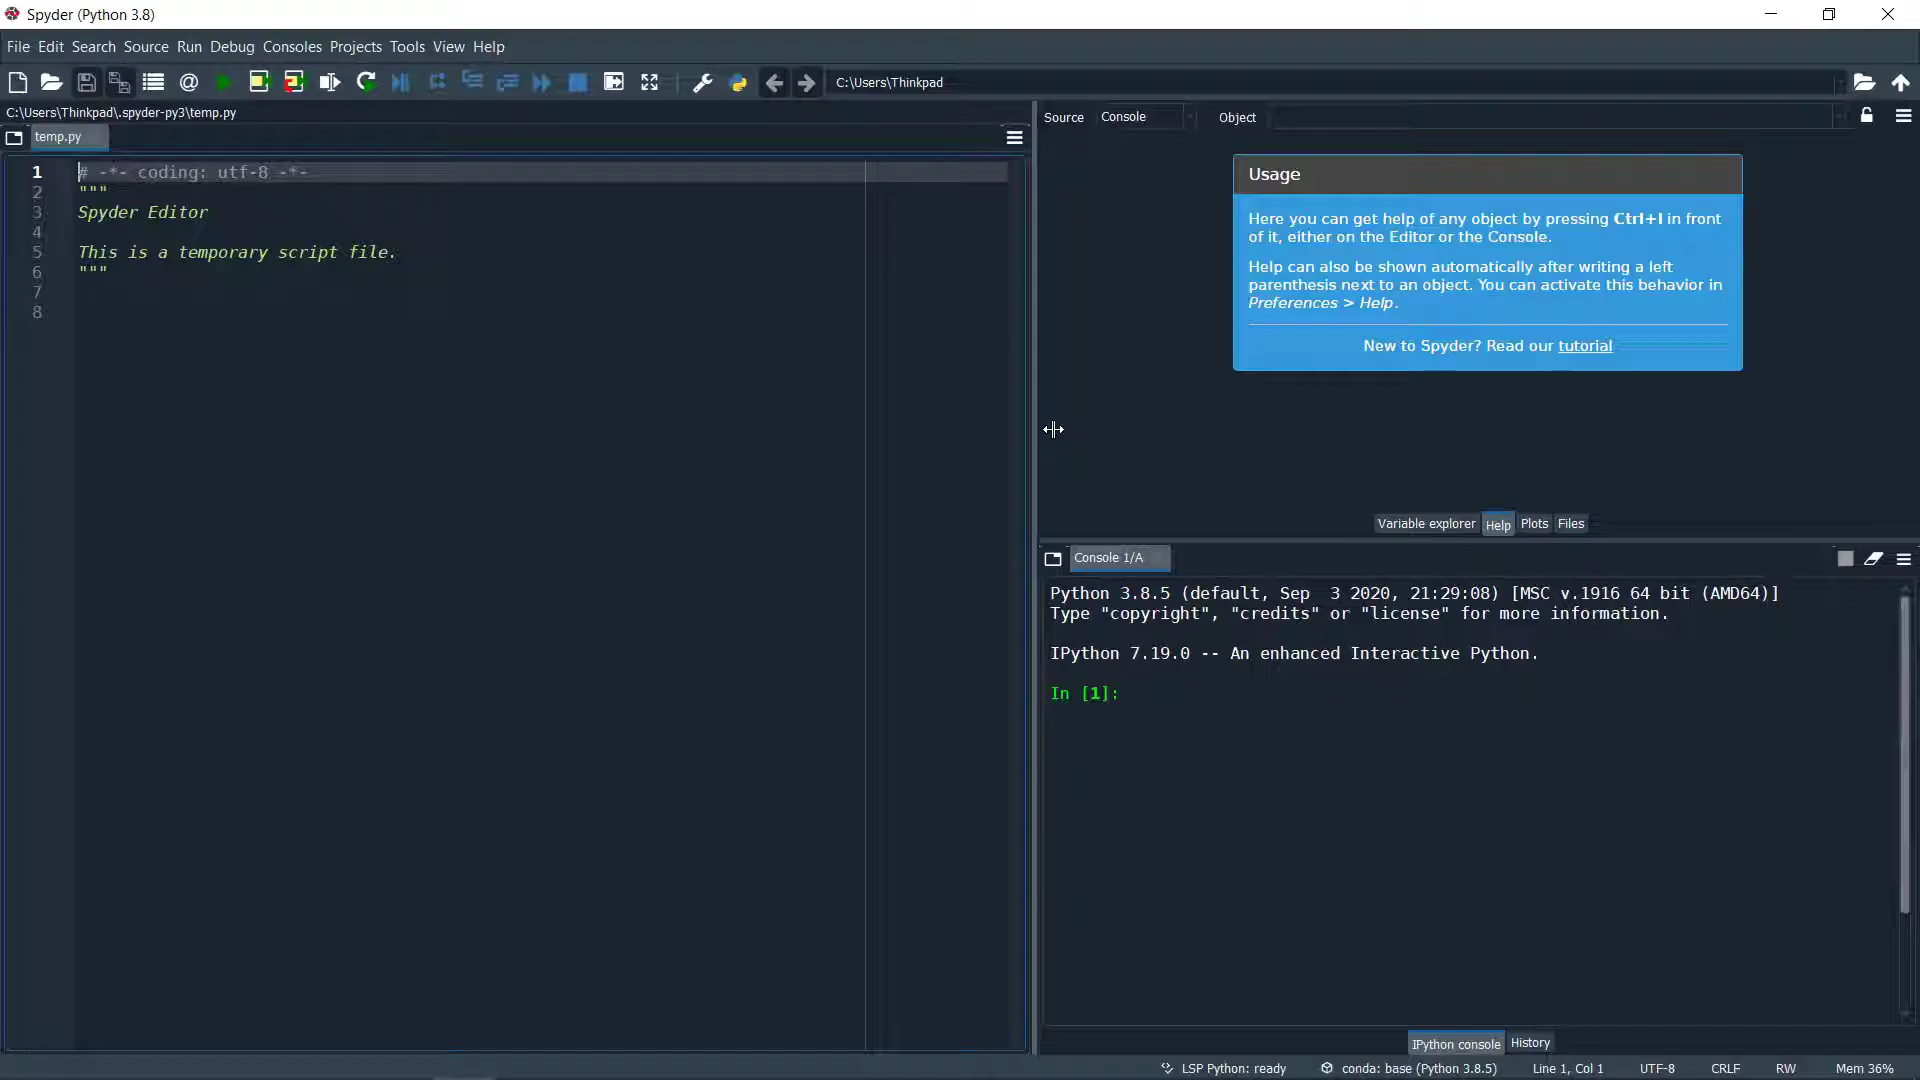 Spyder (Python 3.8)
File Edit Search Source Run Debug Consoles Projects Tools View Help
C:\Users\Thinkpad
C:\Users\Thinkpad\.spyder-py3\temp.py
temp.py
1 # -*- coding: utf-8 -*-
2 """
3 Spyder Editor
4
5 This is a temporary script file.
6 """
7
8
Source Console Object
Usage
Here you can get help of any object by pressing Ctrl+I in front
of it, either on the Editor or the Console.
Help can also be shown automatically after writing a left
parenthesis next to an object. You can activate this behavior in
Preferences > Help.
New to Spyder? Read our tutorial
Variable explorer Help Plots Files
Console 1/A
Python 3.8.5 (default, Sep  3 2020, 21:29:08) [MSC v.1916 64 bit (AMD64)]
Type "copyright", "credits" or "license" for more information.
IPython 7.19.0 -- An enhanced Interactive Python.
In [1]:
IPython console History
LSP Python: ready conda: base (Python 3.8.5) Line 1, Col 1 UTF-8 CRLF RW Mem 36%